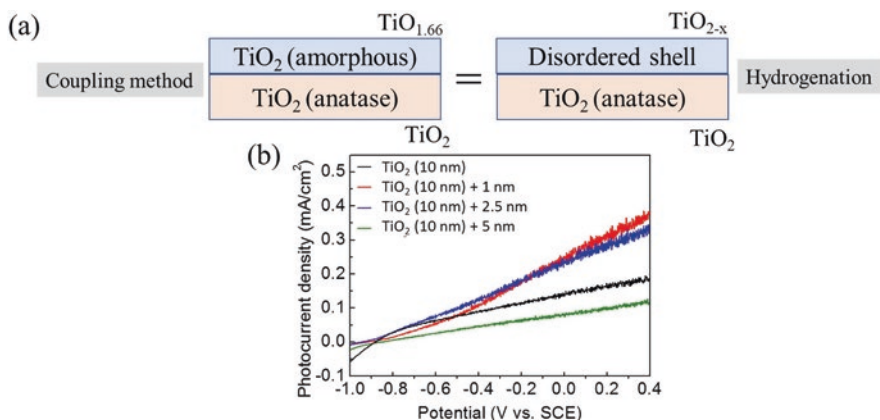 (a)
TiO1.66
TiO2-x
Coupling method
TiO2 (amorphous)
=
Disordered shell
Hydrogenation
TiO2 (anatase)
TiO2 (anatase)
TiO2
TiO2
(b)
Photocurrent density (mA/cm²)
0.5
0.4
0.3
0.2
0.1
0.0
-0.1
TiO2 (10 nm)
TiO2 (10 nm) + 1 nm
TiO2 (10 nm) + 2.5 nm
TiO2 (10 nm) + 5 nm
-1.0 -0.8 -0.6 -0.4 -0.2 0.0 0.2 0.4
Potential (V vs. SCE)